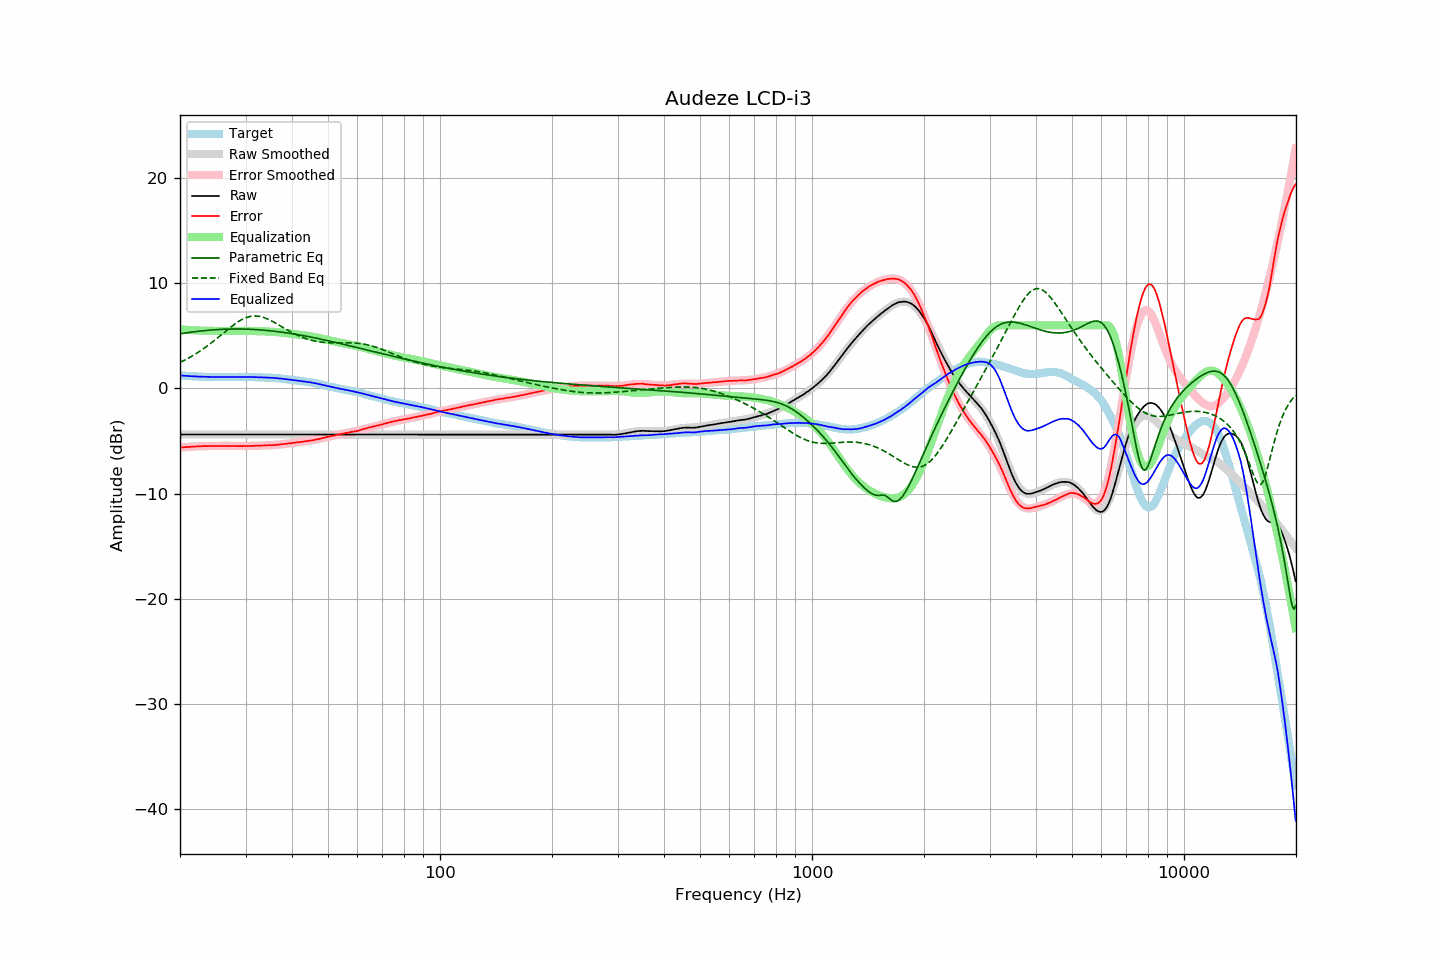 Audeze LCD-i3
Target
Raw Smoothed
Error Smoothed
Raw
Error
Equalization
Parametric Eq
Fixed Band Eq
Equalized
20
10
0
−10
−20
−30
−40
Amplitude (dBr)
100
1000
10000
Frequency (Hz)